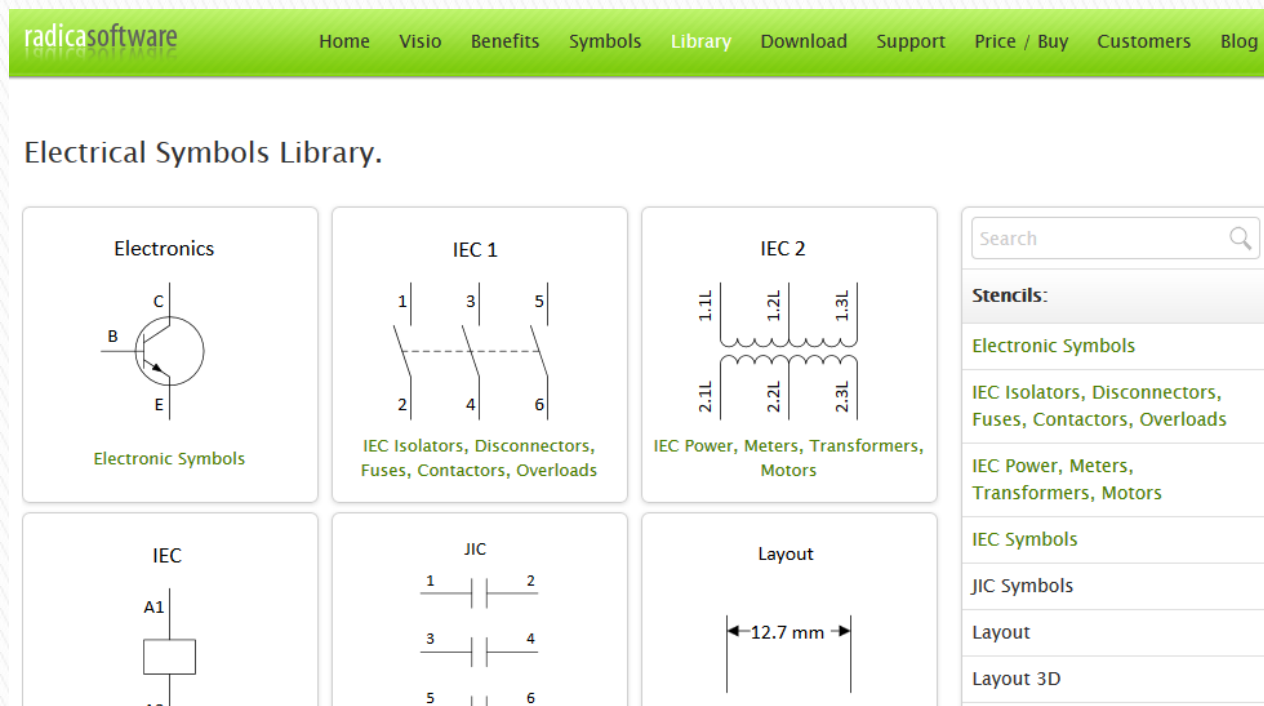 radicasoftware
Home Visio Benefits Symbols Library Download Support Price / Buy Customers Blog
Electrical Symbols Library.
Electronics
C
B
E
Electronic Symbols
IEC 1
1 3 5
2 4 6
IEC Isolators, Disconnectors,
Fuses, Contactors, Overloads
IEC 2
1.1L 1.2L 1.3L
2.1L 2.2L 2.3L
IEC Power, Meters, Transformers,
Motors
IEC
A1
JIC
1 2
3 4
5 6
Layout
12.7 mm
Search
Stencils:
Electronic Symbols
IEC Isolators, Disconnectors,
Fuses, Contactors, Overloads
IEC Power, Meters,
Transformers, Motors
IEC Symbols
JIC Symbols
Layout
Layout 3D